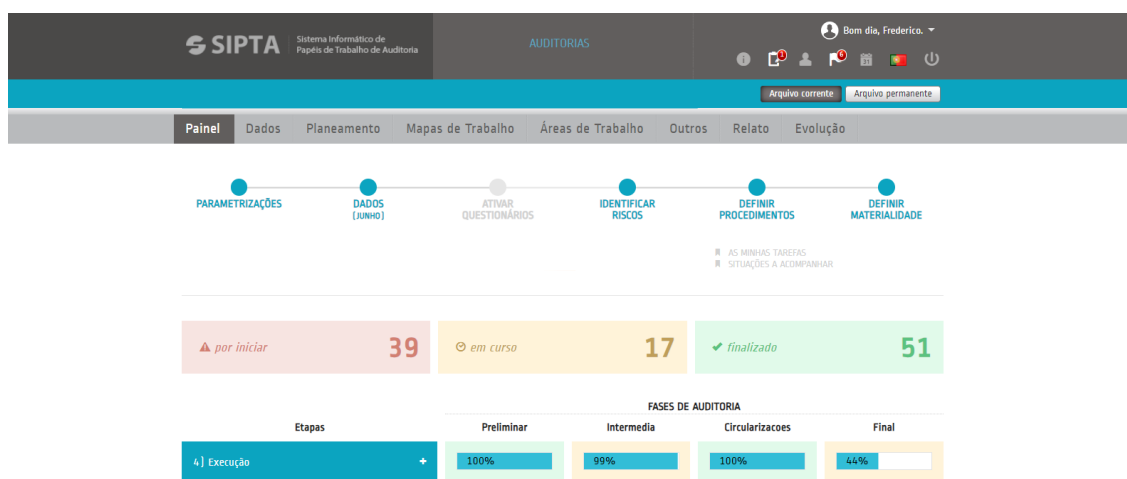 SIPTA
Sistema Informático de
Papéis de Trabalho de Auditoria
AUDITORIAS
Bom dia, Frederico.
3
6
31
Arquivo corrente
Arquivo permanente
Painel Dados Planeamento Mapas de Trabalho Áreas de Trabalho Outros Relato Evolução
PARAMETRIZAÇÕES
DADOS
(JUNHO)
ATIVAR
QUESTIONÁRIOS
IDENTIFICAR
RISCOS
DEFINIR
PROCEDIMENTOS
DEFINIR
MATERIALIDADE
AS MINHAS TAREFAS
SITUAÇÕES A ACOMPANHAR
por iniciar 39
em curso 17
finalizado 51
FASES DE AUDITORIA
Etapas Preliminar Intermedia Circularizacoes Final
4) Execução + 100% 99% 100% 44%